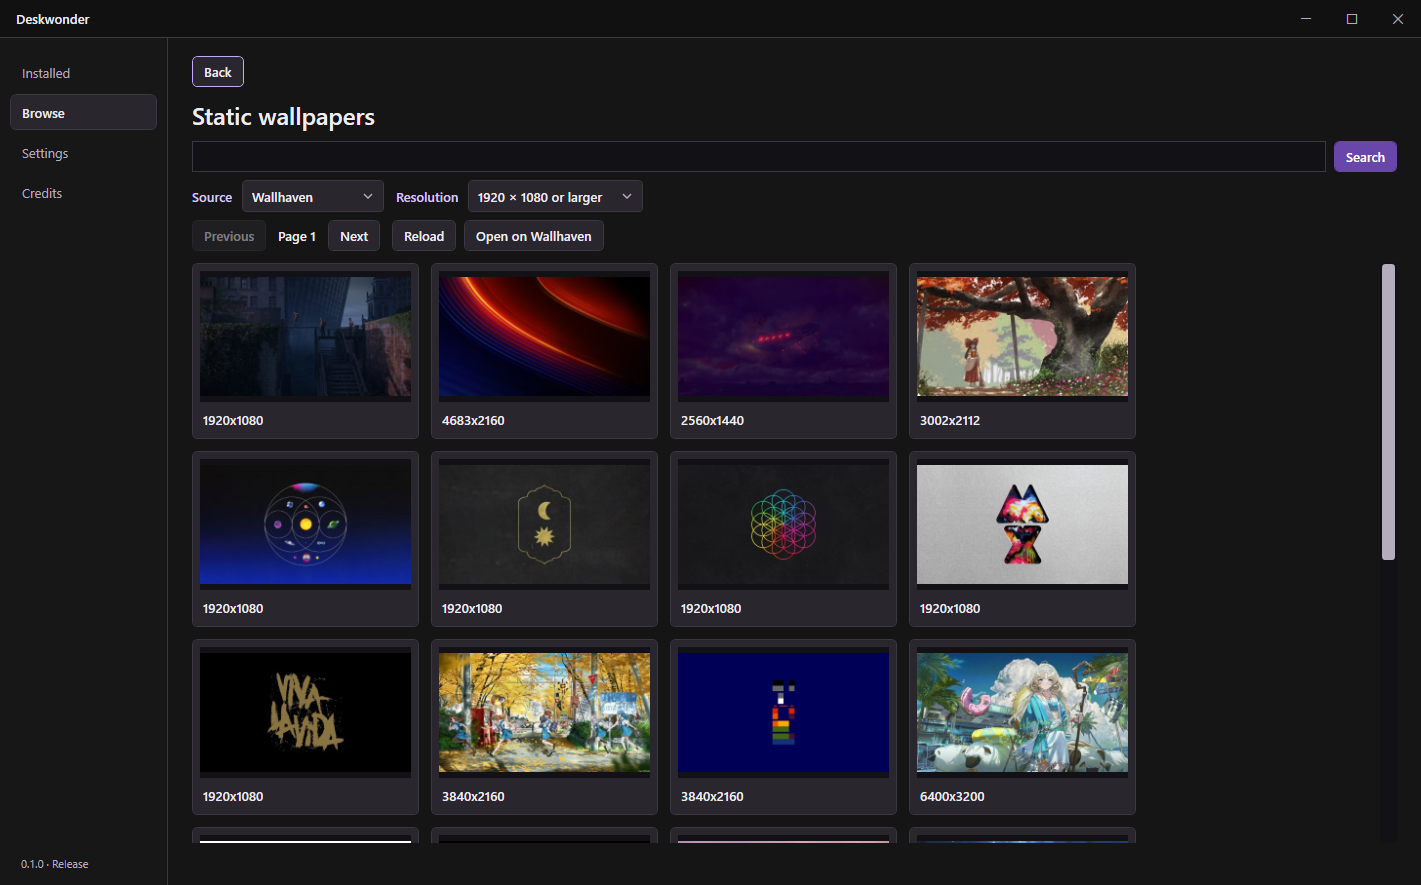 Deskwonder
Installed
Browse
Settings
Credits
Back
Static wallpapers
Search
Source Wallhaven Resolution 1920 × 1080 or larger
Previous Page 1 Next Reload Open on Wallhaven
1920x1080 4683x2160 2560x1440 3002x2112
1920x1080 1920x1080 1920x1080 1920x1080
VIVA
LA VIDA
1920x1080 3840x2160 3840x2160 6400x3200
0.1.0 · Release